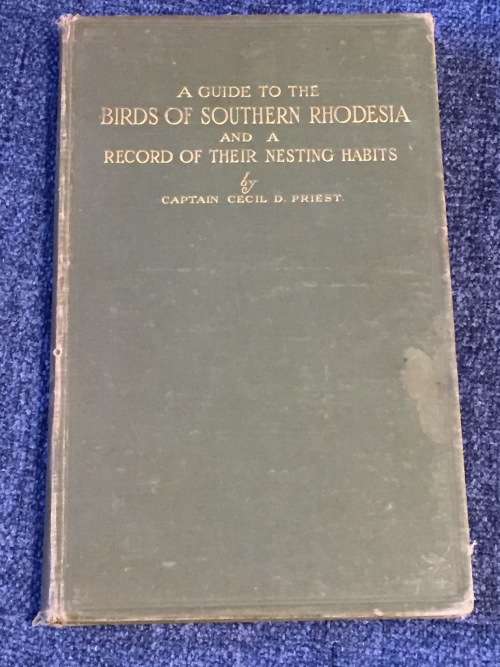 A GUIDE TO THE
BIRDS OF SOUTHERN RHODESIA
AND A
RECORD OF THEIR NESTING HABITS
by
CAPTAIN CECIL D. PRIEST.